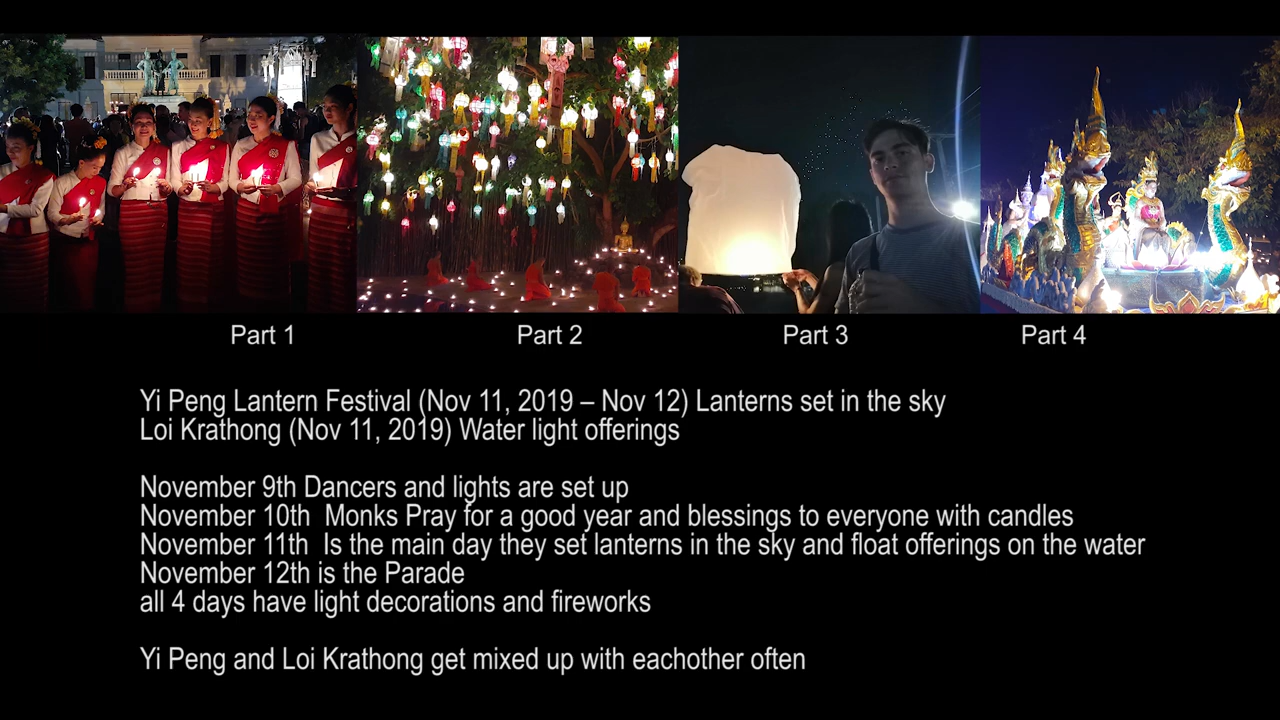 Part 1 Part 2 Part 3 Part 4
Yi Peng Lantern Festival (Nov 11, 2019 – Nov 12) Lanterns set in the sky
Loi Krathong (Nov 11, 2019) Water light offerings
November 9th Dancers and lights are set up
November 10th  Monks Pray for a good year and blessings to everyone with candles
November 11th  Is the main day they set lanterns in the sky and float offerings on the water
November 12th is the Parade
all 4 days have light decorations and fireworks
Yi Peng and Loi Krathong get mixed up with eachother often